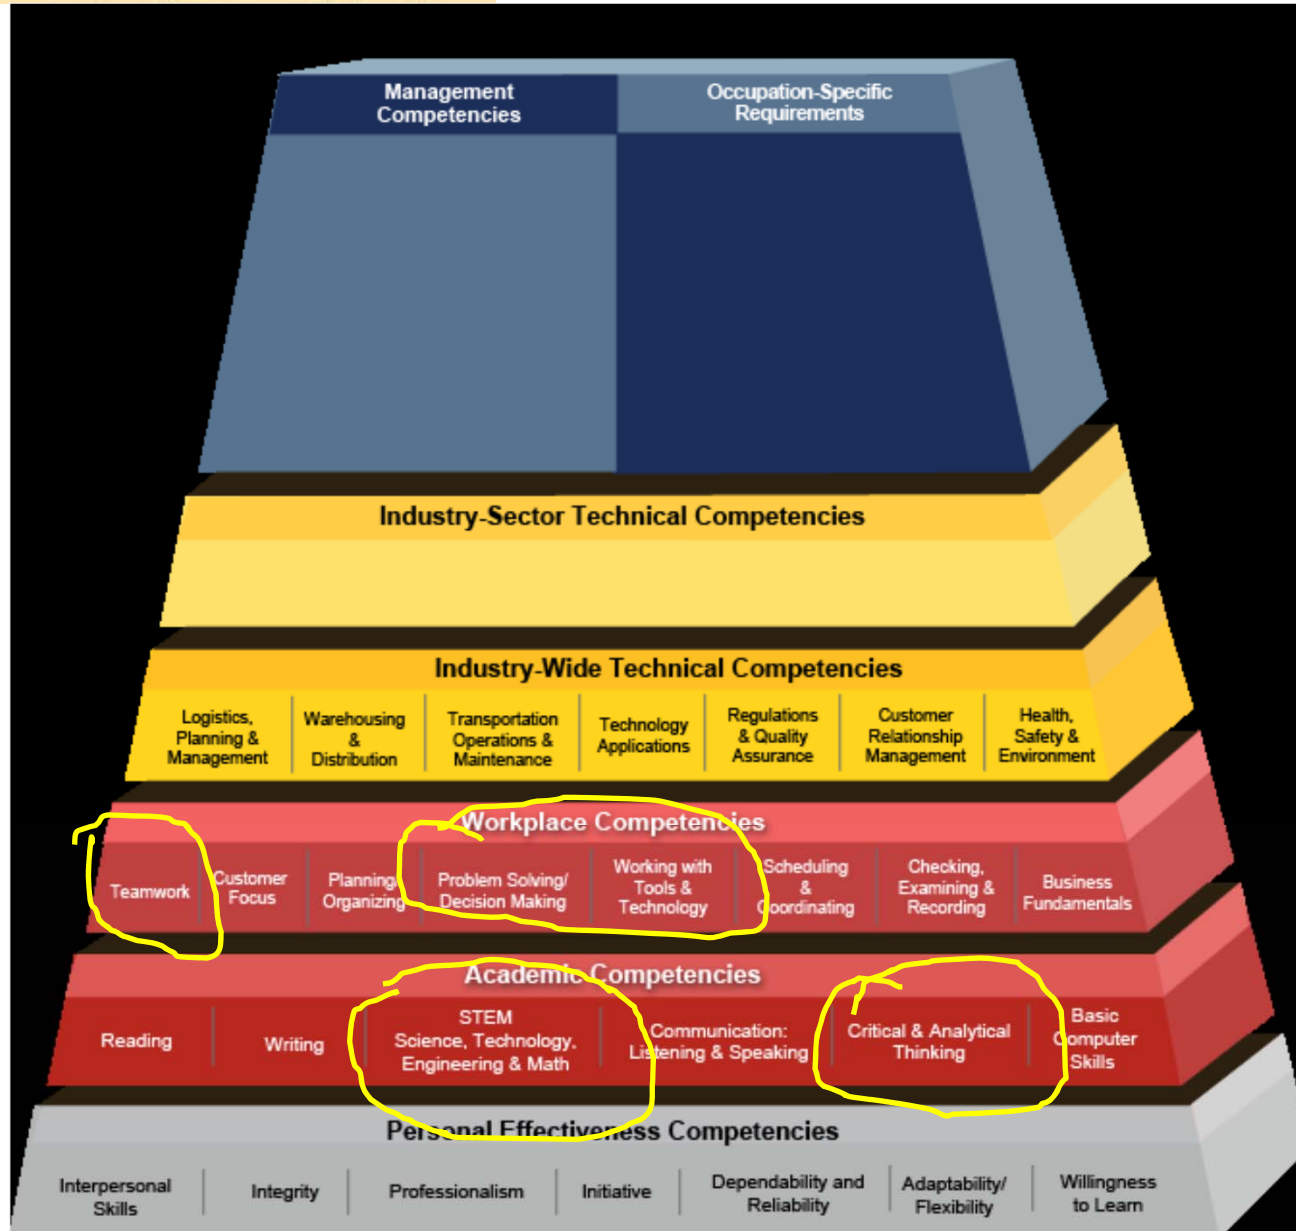 Management
Competencies
Occupation-Specific
Requirements
Industry-Sector Technical Competencies
Industry-Wide Technical Competencies
Logistics,
Planning &
Management
Warehousing
&
Distribution
Transportation
Operations &
Maintenance
Technology
Applications
Regulations
& Quality
Assurance
Customer
Relationship
Management
Health,
Safety &
Environment
Workplace Competencies
Teamwork
Customer
Focus
Planning/
Organizing
Problem Solving/
Decision Making
Working with
Tools &
Technology
Scheduling
&
Coordinating
Checking,
Examining &
Recording
Business
Fundamentals
Academic Competencies
Reading
Writing
STEM
Science, Technology,
Engineering & Math
Communication:
Listening & Speaking
Critical & Analytical
Thinking
Basic
Computer
Skills
Personal Effectiveness Competencies
Interpersonal
Skills
Integrity
Professionalism
Initiative
Dependability and
Reliability
Adaptability/
Flexibility
Willingness
to Learn